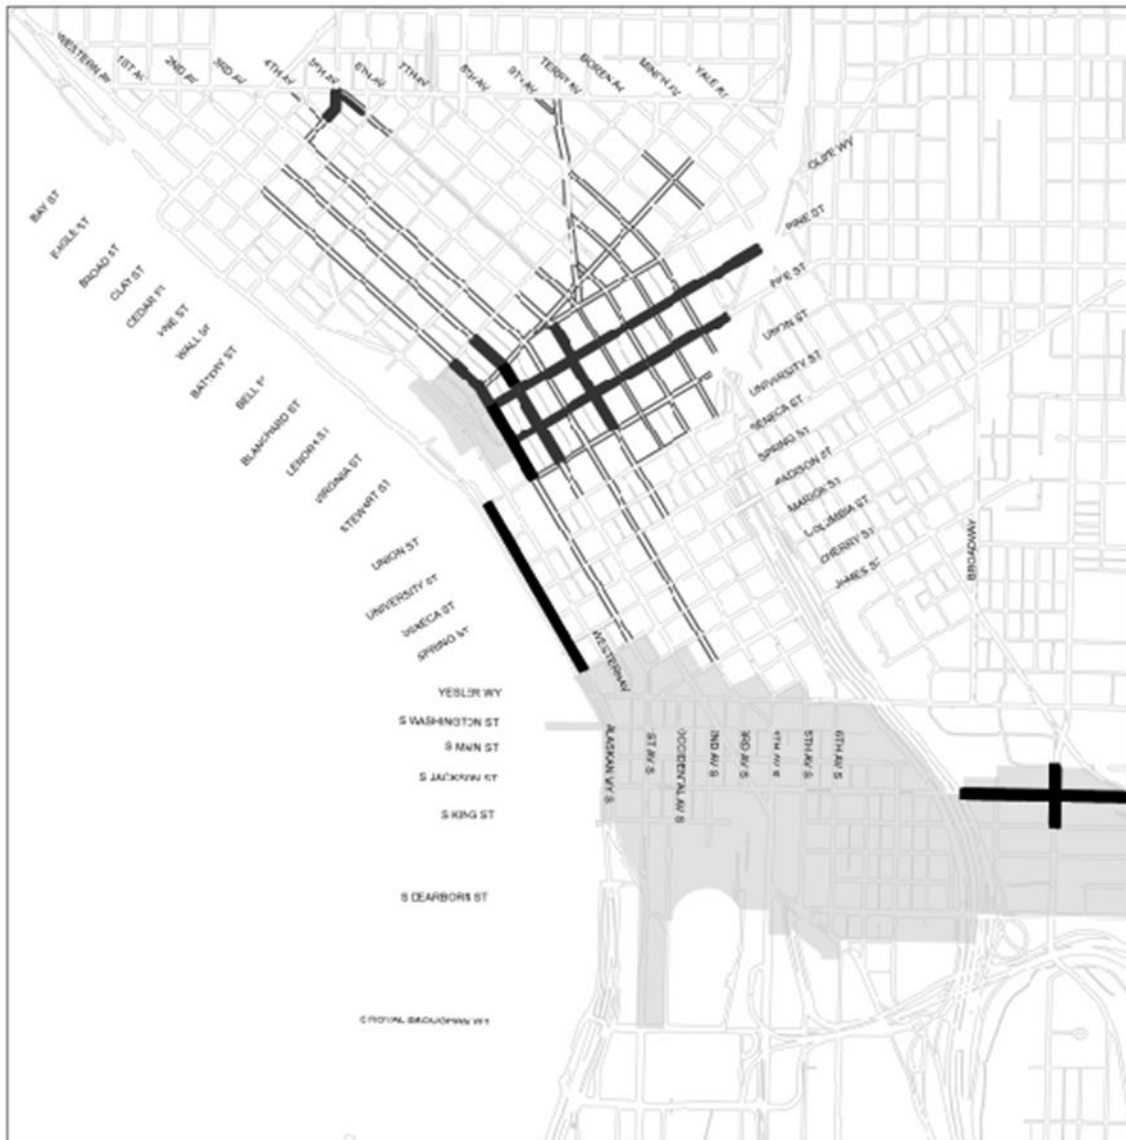 WESTERN AV
1ST AV
2ND AV
3RD AV
4TH AV
5TH AV
6TH AV
7TH AV
8TH AV
9TH AV
TERRY AV
BOREN AV
MINOR AV
YALE AV
OLIVE WY
PINE ST
PIKE ST
UNION ST
UNIVERSITY ST
SENECA ST
SPRING ST
MADISON ST
MARION ST
COLUMBIA ST
CHERRY ST
JAMES ST
BROADWAY
BAY ST
EAGLE ST
BROAD ST
CLAY ST
CEDAR ST
VINE ST
WALL ST
BATTERY ST
BELL ST
BLANCHARD ST
LENORA ST
VIRGINIA ST
STEWART ST
UNION ST
UNIVERSITY ST
SENECA ST
SPRING ST
WESTERN AV
YESLER WY
S WASHINGTON ST
S MAIN ST
S JACKSON ST
S KING ST
S DEARBORN ST
S ROYAL BROUGHAM WY
ALASKAN WY S
1ST AV S
OCCIDENTAL AV S
2ND AV S
3RD AV S
4TH AV S
5TH AV S
6TH AV S